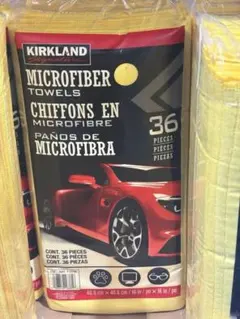 KIRKLAND
Signature
MICROFIBER
TOWELS
CHIFFONS EN
MICROFIBRE
PAÑOS DE
MICROFIBRA
36
PIECES
PIÈCES
PIEZAS
CONT. 36 PIECES
CONT. 36 PIÈCES
CONT. 36 PIEZAS